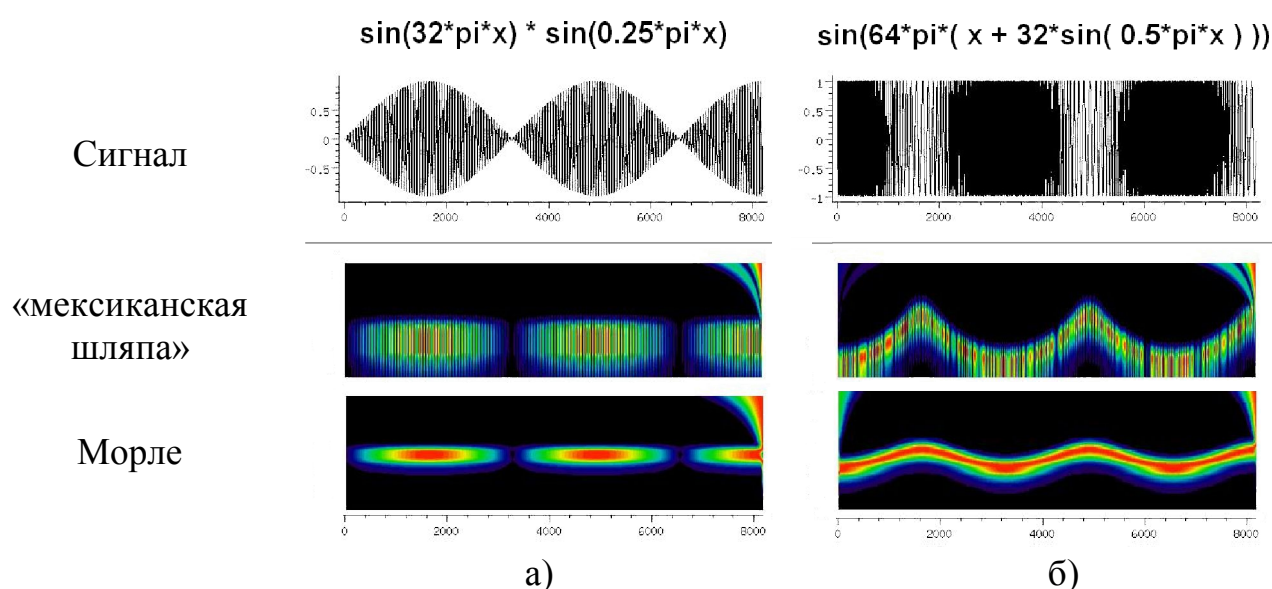 sin(32*pi*x) * sin(0.25*pi*x)
sin(64*pi*( x + 32*sin( 0.5*pi*x ) ))
Сигнал
0.5
0
-0.5
0 2000 4000 6000 8000
1
0.5
0
-0.5
-1
0 2000 4000 6000 8000
«мексиканская
шляпа»
Морле
0 2000 4000 6000 8000
0 2000 4000 6000 8000
а)
б)